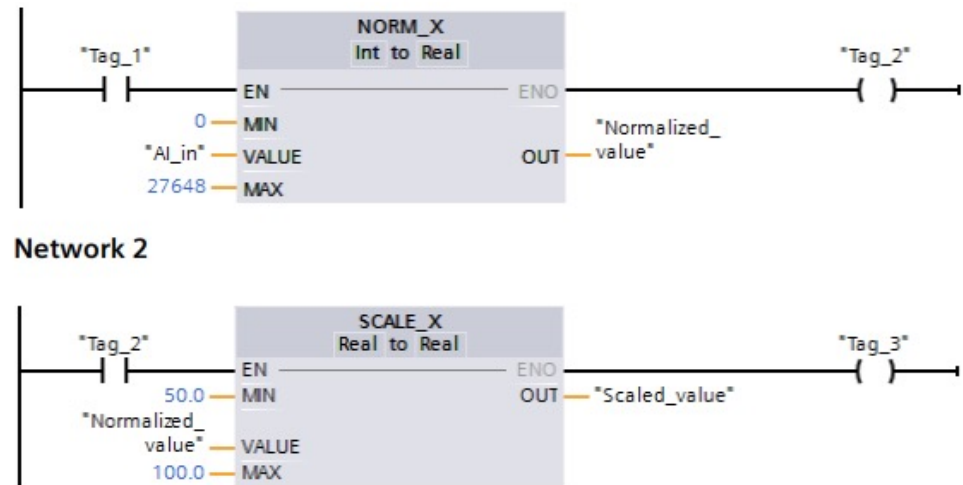 NORM_X
Int to Real
"Tag_1"
"Tag_2"
EN
ENO
0
MIN
"AI_in"
VALUE
OUT
"Normalized_
value"
27648
MAX
Network 2
SCALE_X
Real to Real
"Tag_2"
"Tag_3"
EN
ENO
50.0
MIN
OUT
"Scaled_value"
"Normalized_
value"
VALUE
100.0
MAX